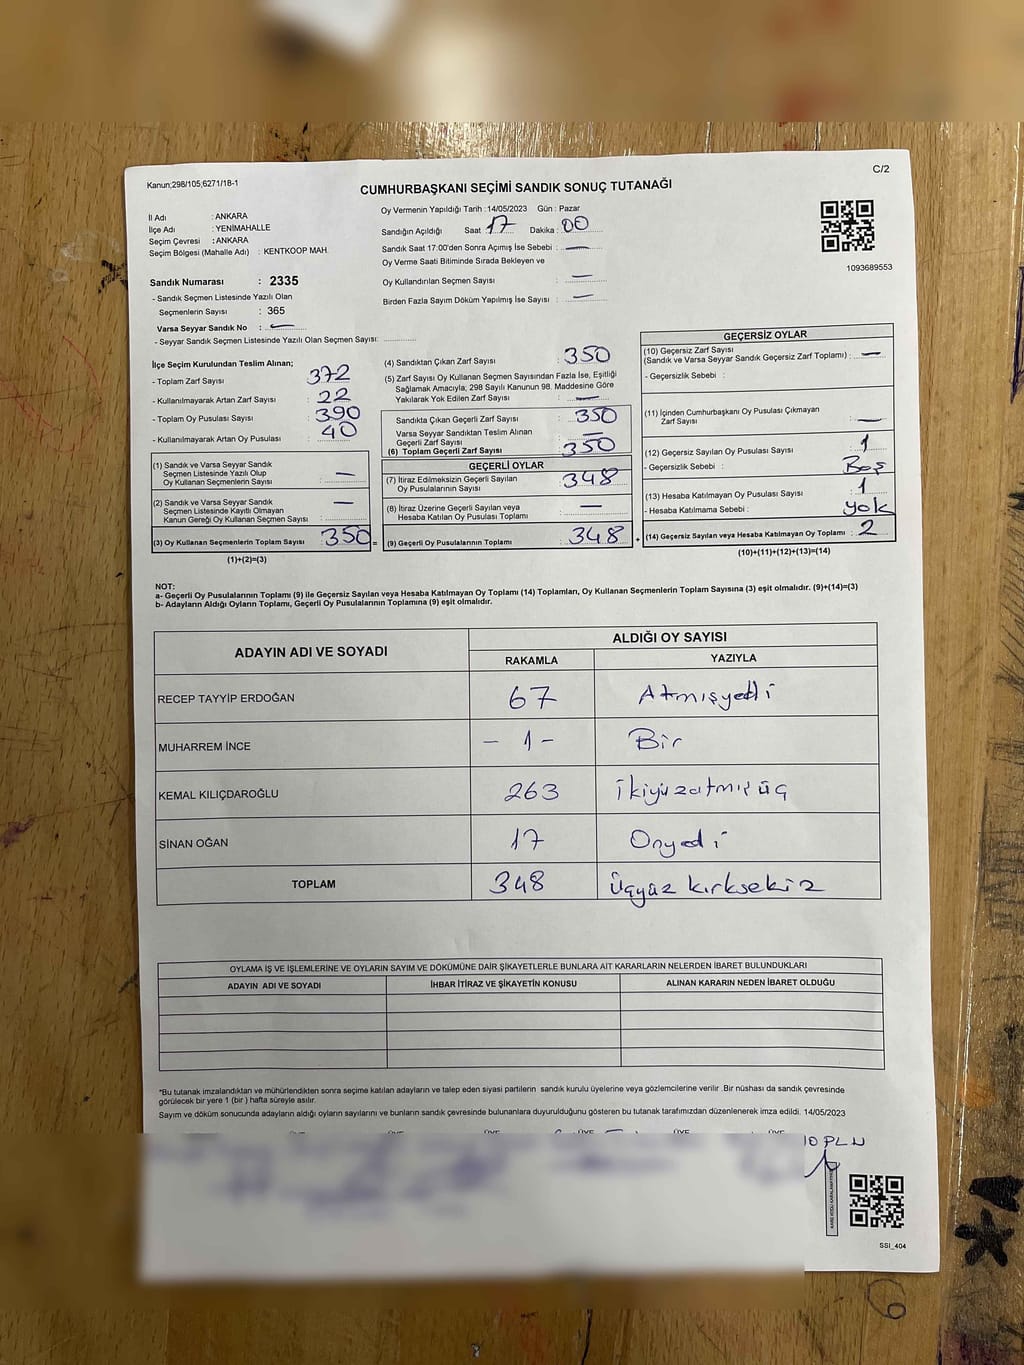 Kanun;298/105;6271/18-1
C/2
CUMHURBAŞKANI SEÇİMİ SANDIK SONUÇ TUTANAĞI
İl Adı : ANKARA
İlçe Adı : YENİMAHALLE
Seçim Çevresi : ANKARA
Seçim Bölgesi (Mahalle Adı) : KENTKOOP MAH.
Oy Vermenin Yapıldığı Tarih :14/05/2023 Gün : Pazar
Sandığın Açıldığı Saat 17 Dakika : 00
Sandık Saat 17:00'den Sonra Açımış İse Sebebi : —
Oy Verme Saati Bitiminde Sırada Bekleyen ve
Oy Kullandırılan Seçmen Sayısı : —
Birden Fazla Sayım Döküm Yapılmış İse Sayısı : —
1093689553
Sandık Numarası : 2335
- Sandık Seçmen Listesinde Yazılı Olan
Seçmenlerin Sayısı : 365
Varsa Seyyar Sandık No : —
- Seyyar Sandık Seçmen Listesinde Yazılı Olan Seçmen Sayısı: ..............
İlçe Seçim Kurulundan Teslim Alınan;
- Toplam Zarf Sayısı : 372
- Kullanılmayarak Artan Zarf Sayısı : 22
- Toplam Oy Pusulası Sayısı : 390
- Kullanılmayarak Artan Oy Pusulası : 40
(1) Sandık ve Varsa Seyyar Sandık
Seçmen Listesinde Yazılı Olup
Oy Kullanan Seçmenlerin Sayısı : —
(2) Sandık ve Varsa Seyyar Sandık
Seçmen Listesinde Kayıtlı Olmayan
Kanun Gereği Oy Kullanan Seçmen Sayısı : —
(3) Oy Kullanan Seçmenlerin Toplam Sayısı : 350 =
(1)+(2)=(3)
(4) Sandıktan Çıkan Zarf Sayısı : 350
(5) Zarf Sayısı Oy Kullanan Seçmen Sayısından Fazla İse, Eşitliği
Sağlamak Amacıyla; 298 Sayılı Kanunun 98. Maddesine Göre
Yakılarak Yok Edilen Zarf Sayısı : —
Sandıkta Çıkan Geçerli Zarf Sayısı : 350
Varsa Seyyar Sandıktan Teslim Alınan
Geçerli Zarf Sayısı : —
(6) Toplam Geçerli Zarf Sayısı : 350
GEÇERLİ OYLAR
(7) İtiraz Edilmeksizin Geçerli Sayılan
Oy Pusulalarının Sayısı : 348
(8) İtiraz Üzerine Geçerli Sayılan veya
Hesaba Katılan Oy Pusulası Toplamı : —
(9) Geçerli Oy Pusulalarının Toplamı : 348 +
GEÇERSİZ OYLAR
(10) Geçersiz Zarf Sayısı
(Sandık ve Varsa Seyyar Sandık Geçersiz Zarf Toplamı) : —
- Geçersizlik Sebebi :
(11) İçinden Cumhurbaşkanı Oy Pusulası Çıkmayan
Zarf Sayısı : —
(12) Geçersiz Sayılan Oy Pusulası Sayısı : 1
- Geçersizlik Sebebi : Boş
(13) Hesaba Katılmayan Oy Pusulası Sayısı : 1
- Hesaba Katılmama Sebebi : yok
(14) Geçersiz Sayılan veya Hesaba Katılmayan Oy Toplamı : 2
(10)+(11)+(12)+(13)=(14)
NOT:
a- Geçerli Oy Pusulalarının Toplamı (9) ile Geçersiz Sayılan veya Hesaba Katılmayan Oy Toplamı (14) Toplamları, Oy Kullanan Seçmenlerin Toplam Sayısına (3) eşit olmalıdır. (9)+(14)=(3)
b- Adayların Aldığı Oyların Toplamı, Geçerli Oy Pusulalarının Toplamına (9) eşit olmalıdır.
ADAYIN ADI VE SOYADI
ALDIĞI OY SAYISI
RAKAMLA YAZIYLA
RECEP TAYYİP ERDOĞAN 67 Atmışyedi
MUHARREM İNCE - 1 - Bir
KEMAL KILIÇDAROĞLU 263 ikiyüzatmışüç
SİNAN OĞAN 17 Onyedi
TOPLAM 348 Üçyüz kırksekiz
OYLAMA İŞ VE İŞLEMLERİNE VE OYLARIN SAYIM VE DÖKÜMÜNE DAİR ŞİKAYETLERLE BUNLARA AİT KARARLARIN NELERDEN İBARET BULUNDUKLARI
ADAYIN ADI VE SOYADI İHBAR İTİRAZ VE ŞİKAYETİN KONUSU ALINAN KARARIN NEDEN İBARET OLDUĞU
*Bu tutanak imzalandıktan ve mühürlendikten sonra seçime katılan adayların ve talep eden siyasi partilerin sandık kurulu üyelerine veya gözlemcilerine verilir .Bir nüshası da sandık çevresinde
görülecek bir yere 1 (bir ) hafta süreyle asılır.
Sayım ve döküm sonucunda adayların aldığı oyların sayılarını ve bunların sandık çevresinde bulunanlara duyurulduğunu gösteren bu tutanak tarafımızdan düzenlenerek imza edildi. 14/05/2023
ÜYE ÜYE ÜYE ÜYE ÜYE ÜYE
SSI_404